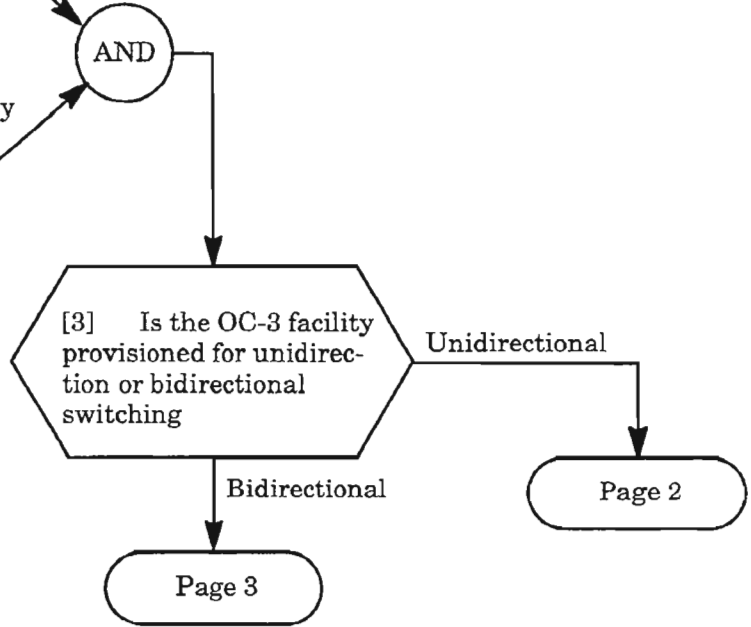 AND
y
[3] Is the OC-3 facility
provisioned for unidirec-
tion or bidirectional
switching
Unidirectional
Bidirectional
Page 2
Page 3